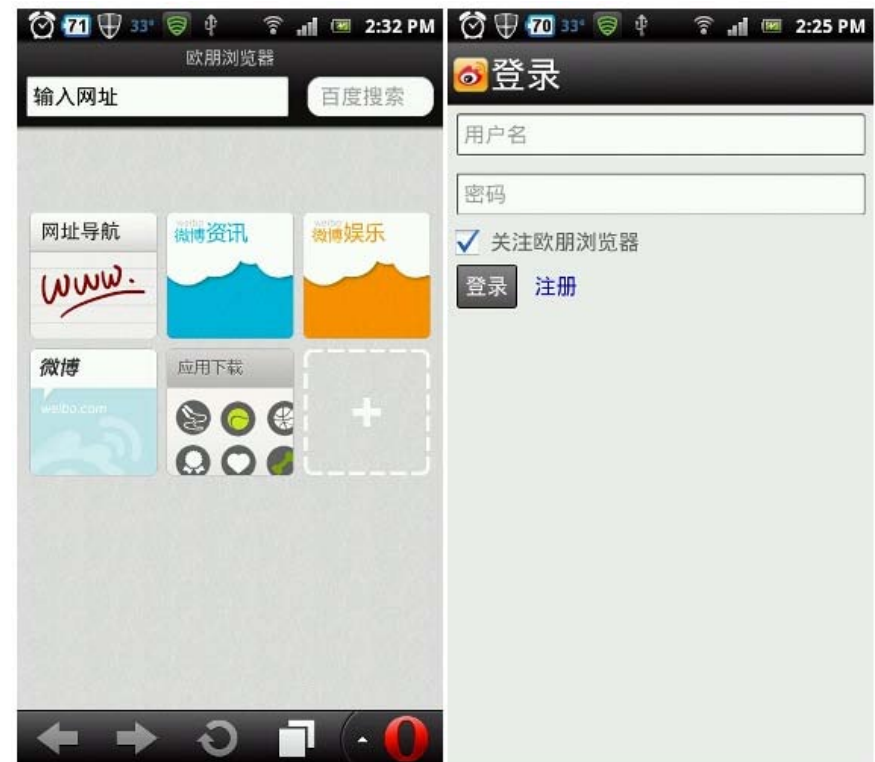 71 33° 2:32 PM
欧朋浏览器
输入网址 百度搜索
网址导航 weibo 微博资讯 weibo 微博娱乐
www.
微博 应用下载
weibo.com
70 33° 2:25 PM
登录
用户名
密码
关注欧朋浏览器
登录 注册